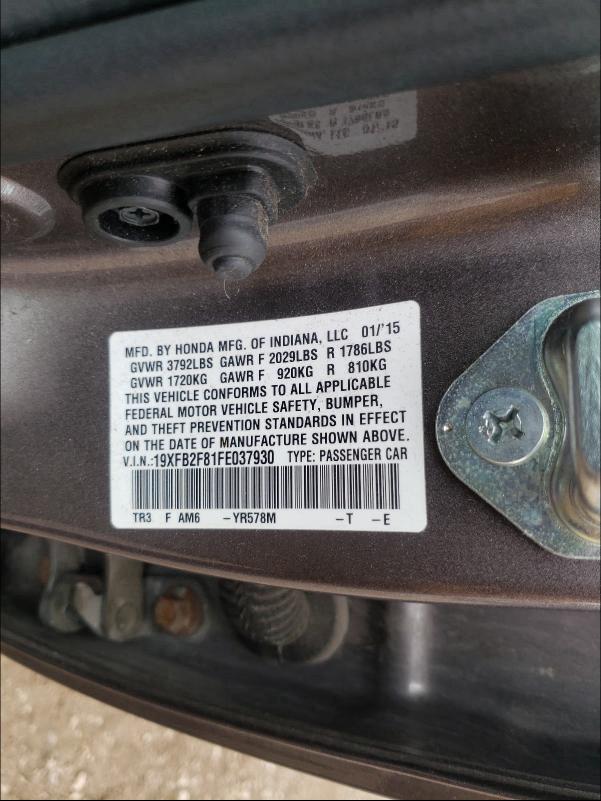 MFD. BY HONDA MFG. OF INDIANA, LLC 01/'15
GVWR 3792LBS GAWR F 2029LBS R 1786LBS
GVWR 1720KG GAWR F 920KG R 810KG
THIS VEHICLE CONFORMS TO ALL APPLICABLE
FEDERAL MOTOR VEHICLE SAFETY, BUMPER,
AND THEFT PREVENTION STANDARDS IN EFFECT
ON THE DATE OF MANUFACTURE SHOWN ABOVE.
V.I.N.:19XFB2F81FE037930 TYPE: PASSENGER CAR
TR3 F AM6 -YR578M -T -E